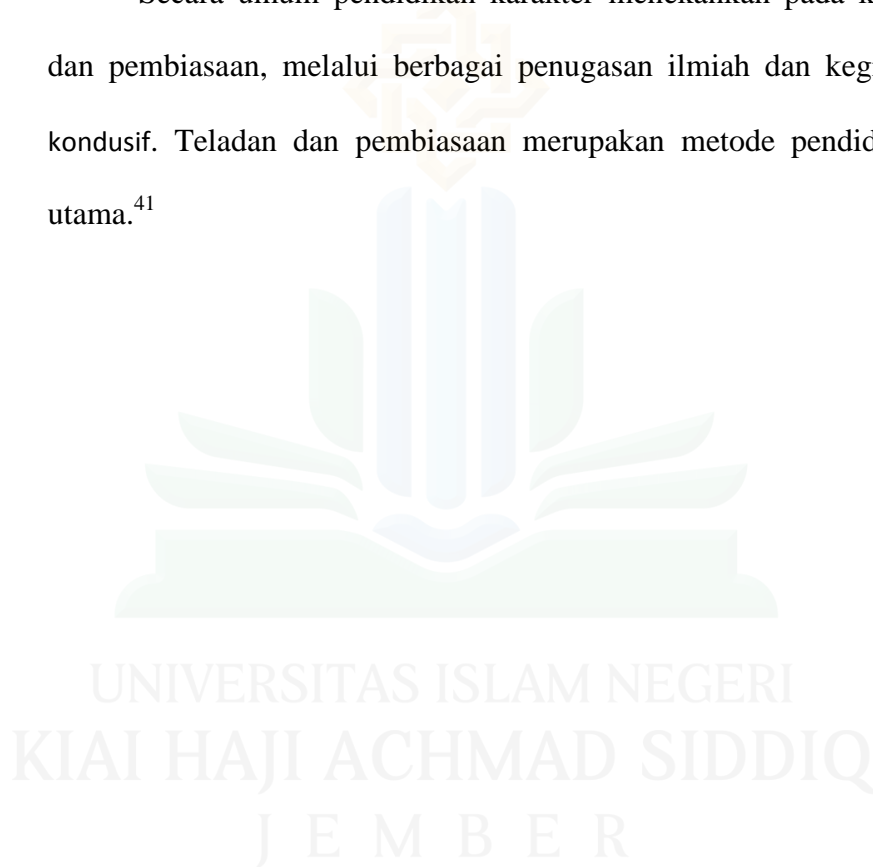 Secara umum pendidikan karakter menekankan pada
dan pembiasaan, melalui berbagai penugasan ilmiah dan
kondusif. Teladan dan pembiasaan merupakan metode
utama.41
UNIVERSITAS ISLAM NEGERI
KIAI HAJI ACHMAD SIDDIQ
JEMBER